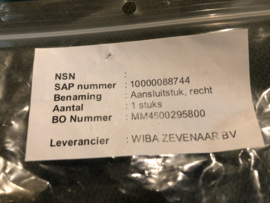 NSN :
SAP nummer : 10000088744
Benaming : Aansluitstuk, recht
Aantal : 1 stuks
BO Nummer : MM4500295800
Leverancier : WIBA ZEVENAAR BV